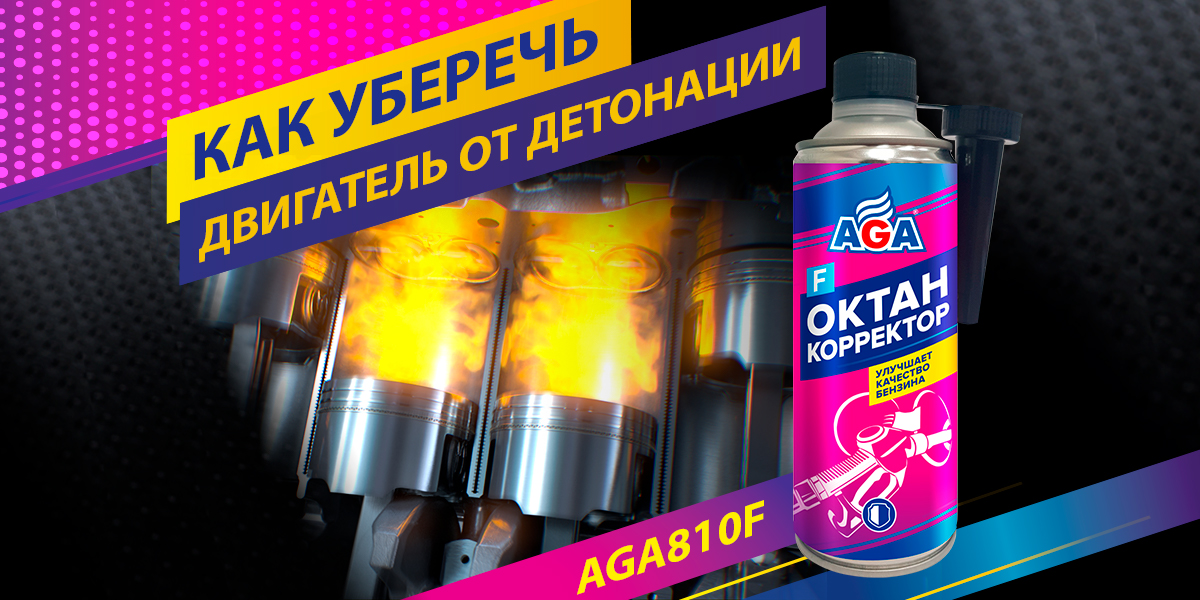 КАК УБЕРЕЧЬ
ДВИГАТЕЛЬ ОТ ДЕТОНАЦИИ
AGA®
F
ОКТАН
КОРРЕКТОР
УЛУЧШАЕТ
КАЧЕСТВО
БЕНЗИНА
AGA810F